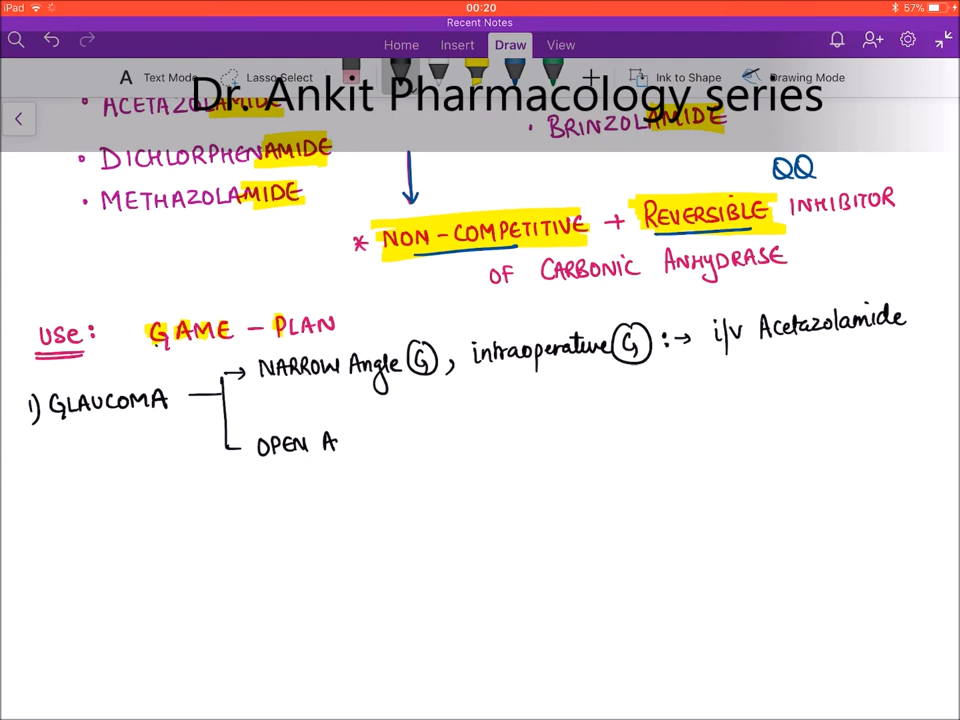 iPad 00:20 57%
Recent Notes
Home Insert Draw View
A Text Mode Lasso Select Ink to Shape Drawing Mode
Dr. Ankit Pharmacology series
• ACETAZOLAMIDE
• BRINZOLAMIDE
• DICHLORPHENAMIDE
QQ
• METHAZOLAMIDE
* NON-COMPETITIVE + REVERSIBLE INHIBITOR
OF CARBONIC ANHYDRASE
USE: GAME - PLAN
→ NARROW Angle G, intraoperative G :→ i/v Acetazolamide
1) GLAUCOMA
OPEN A